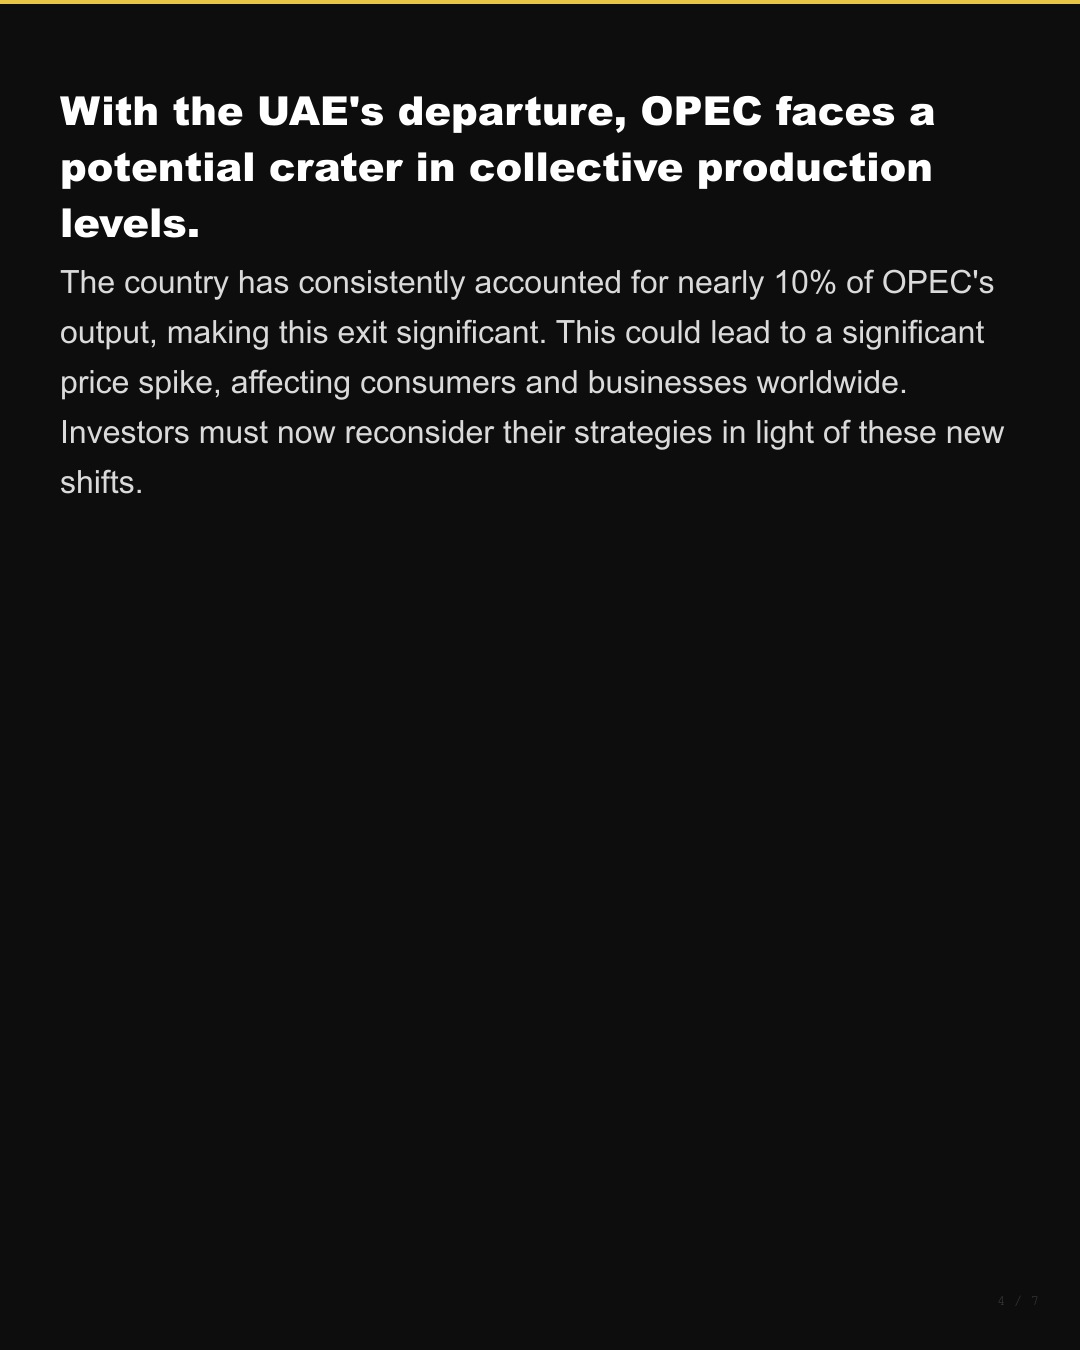 With the UAE's departure, OPEC faces a
potential crater in collective production
levels.
The country has consistently accounted for nearly 10% of OPEC's
output, making this exit significant. This could lead to a significant
price spike, affecting consumers and businesses worldwide.
Investors must now reconsider their strategies in light of these new
shifts.
4 / 7